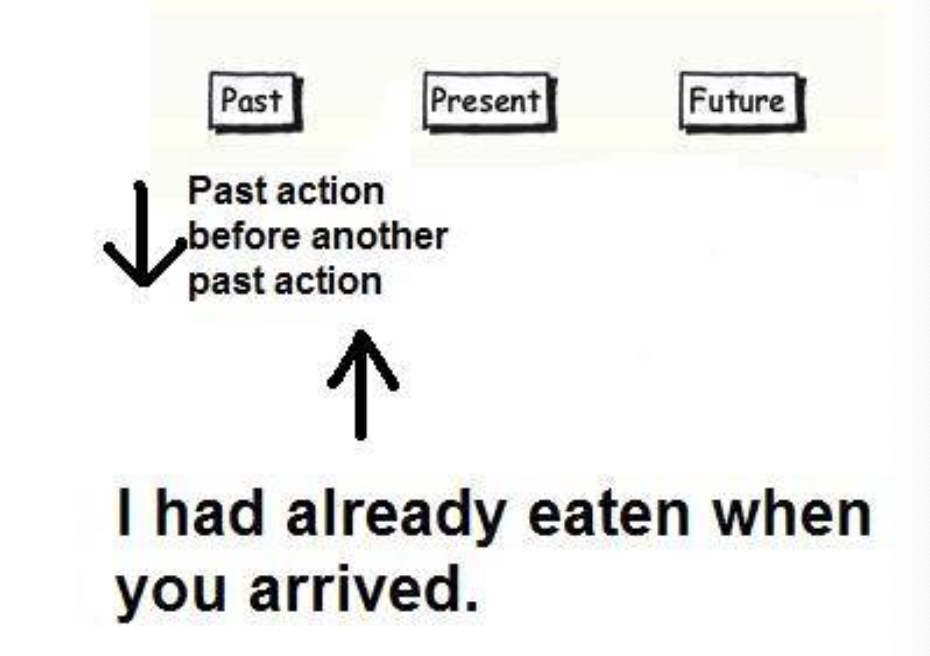 Past Present Future
Past action
before another
past action
I had already eaten when
you arrived.